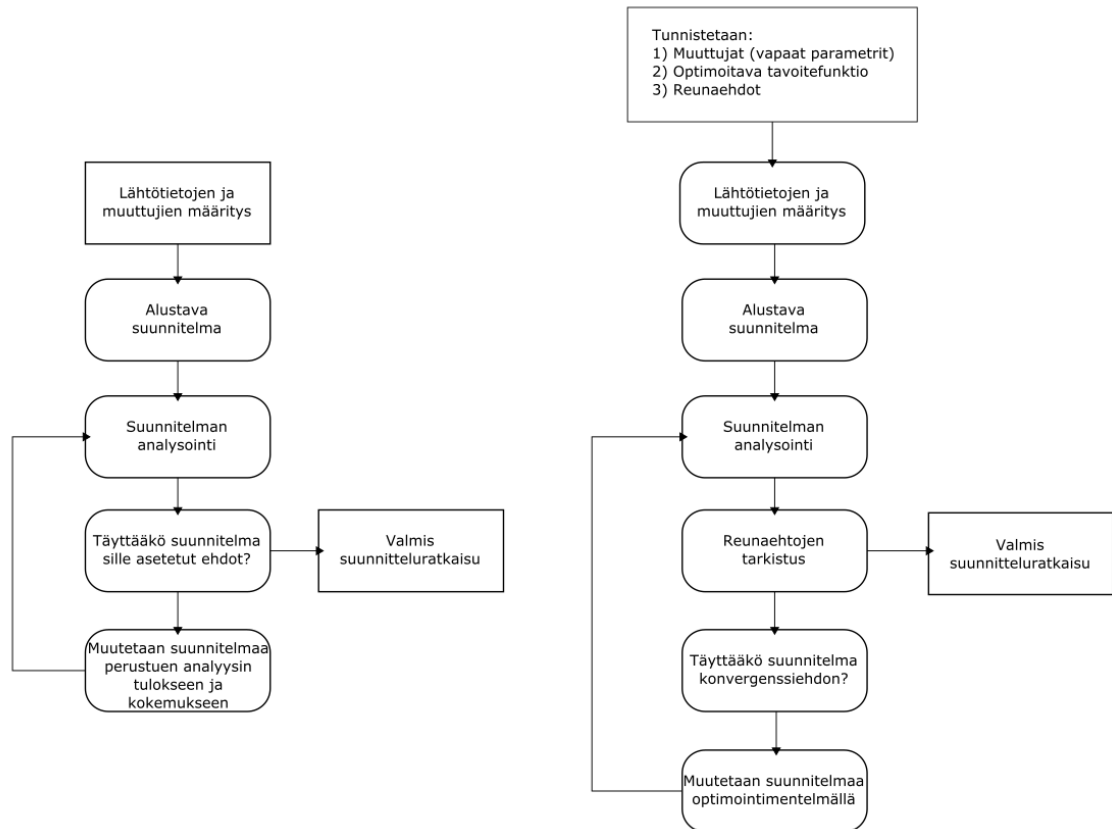 Lähtötietojen ja
muuttujien määritys
Alustava
suunnitelma
Suunnitelman
analysointi
Täyttääkö suunnitelma
sille asetetut ehdot?
Valmis
suunnitteluratkaisu
Muutetaan suunnitelmaa
perustuen analyysin
tulokseen ja
kokemukseen
Tunnistetaan:
1) Muuttujat (vapaat parametrit)
2) Optimoitava tavoitefunktio
3) Reunaehdot
Lähtötietojen ja
muuttujien määritys
Alustava
suunnitelma
Suunnitelman
analysointi
Reunaehtojen
tarkistus
Valmis
suunnitteluratkaisu
Täyttääkö suunnitelma
konvergenssiehdon?
Muutetaan suunnitelmaa
optimointimentelmällä